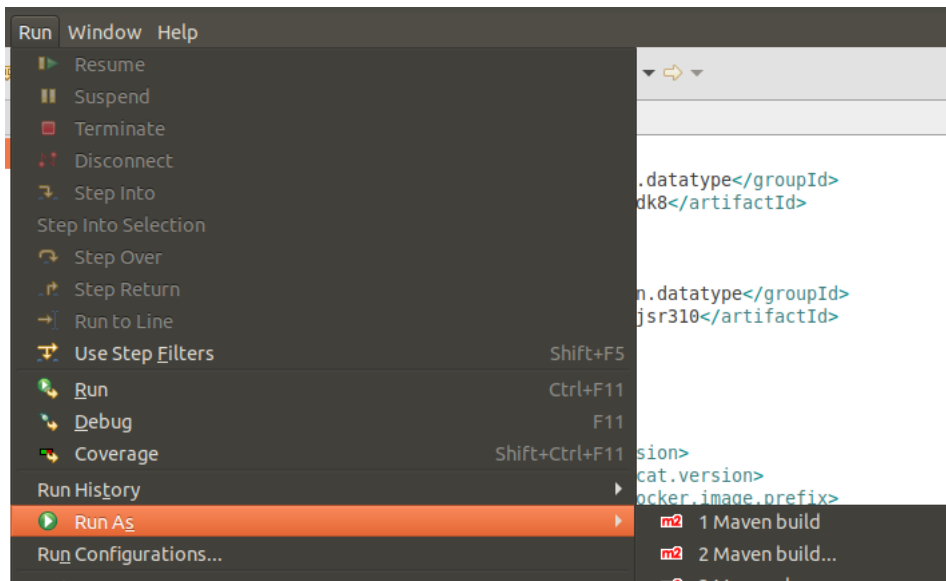 Run Window Help
Resume
Suspend
Terminate
Disconnect
Step Into
.datatype</groupId>
dk8</artifactId>
Step Into Selection
Step Over
Step Return
n.datatype</groupId>
Run to Line
jsr310</artifactId>
Use Step Filters Shift+F5
Run Ctrl+F11
Debug F11
Coverage Shift+Ctrl+F11
sion>
cat.version>
Run History
ocker.image.prefix>
Run As
m2 1 Maven build
Run Configurations...
m2 2 Maven build...